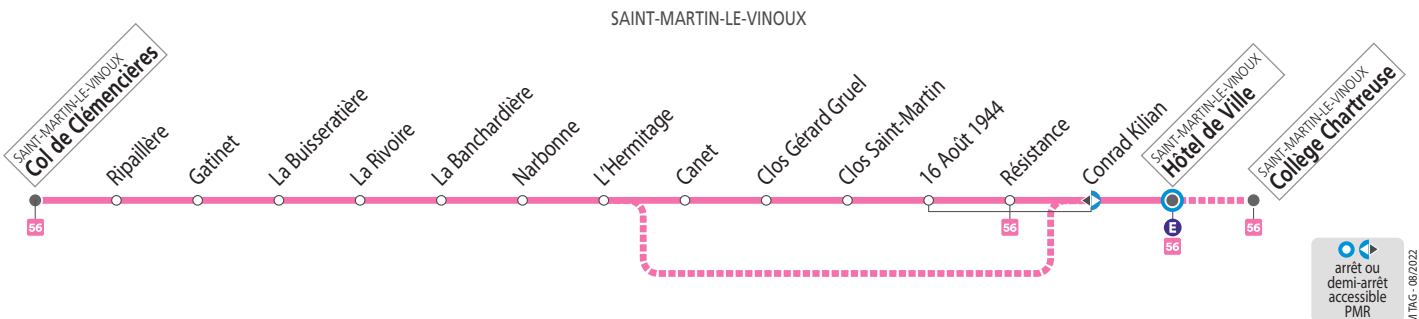 SAINT-MARTIN-LE-VINOUX
SAINT-MARTIN-LE-VINOUX
Col de Clémencières
Ripaillère
Gatinet
La Buisseratière
La Rivoire
La Banchardière
Narbonne
L'Hermitage
Canet
Clos Gérard Gruel
Clos Saint-Martin
16 Août 1944
Résistance
Conrad Kilian
SAINT-MARTIN-LE-VINOUX
Hôtel de Ville
SAINT-MARTIN-LE-VINOUX
Collège Chartreuse
56
56
E
56
56
arrêt ou
demi-arrêt
accessible
PMR
M TAG - 08/2022